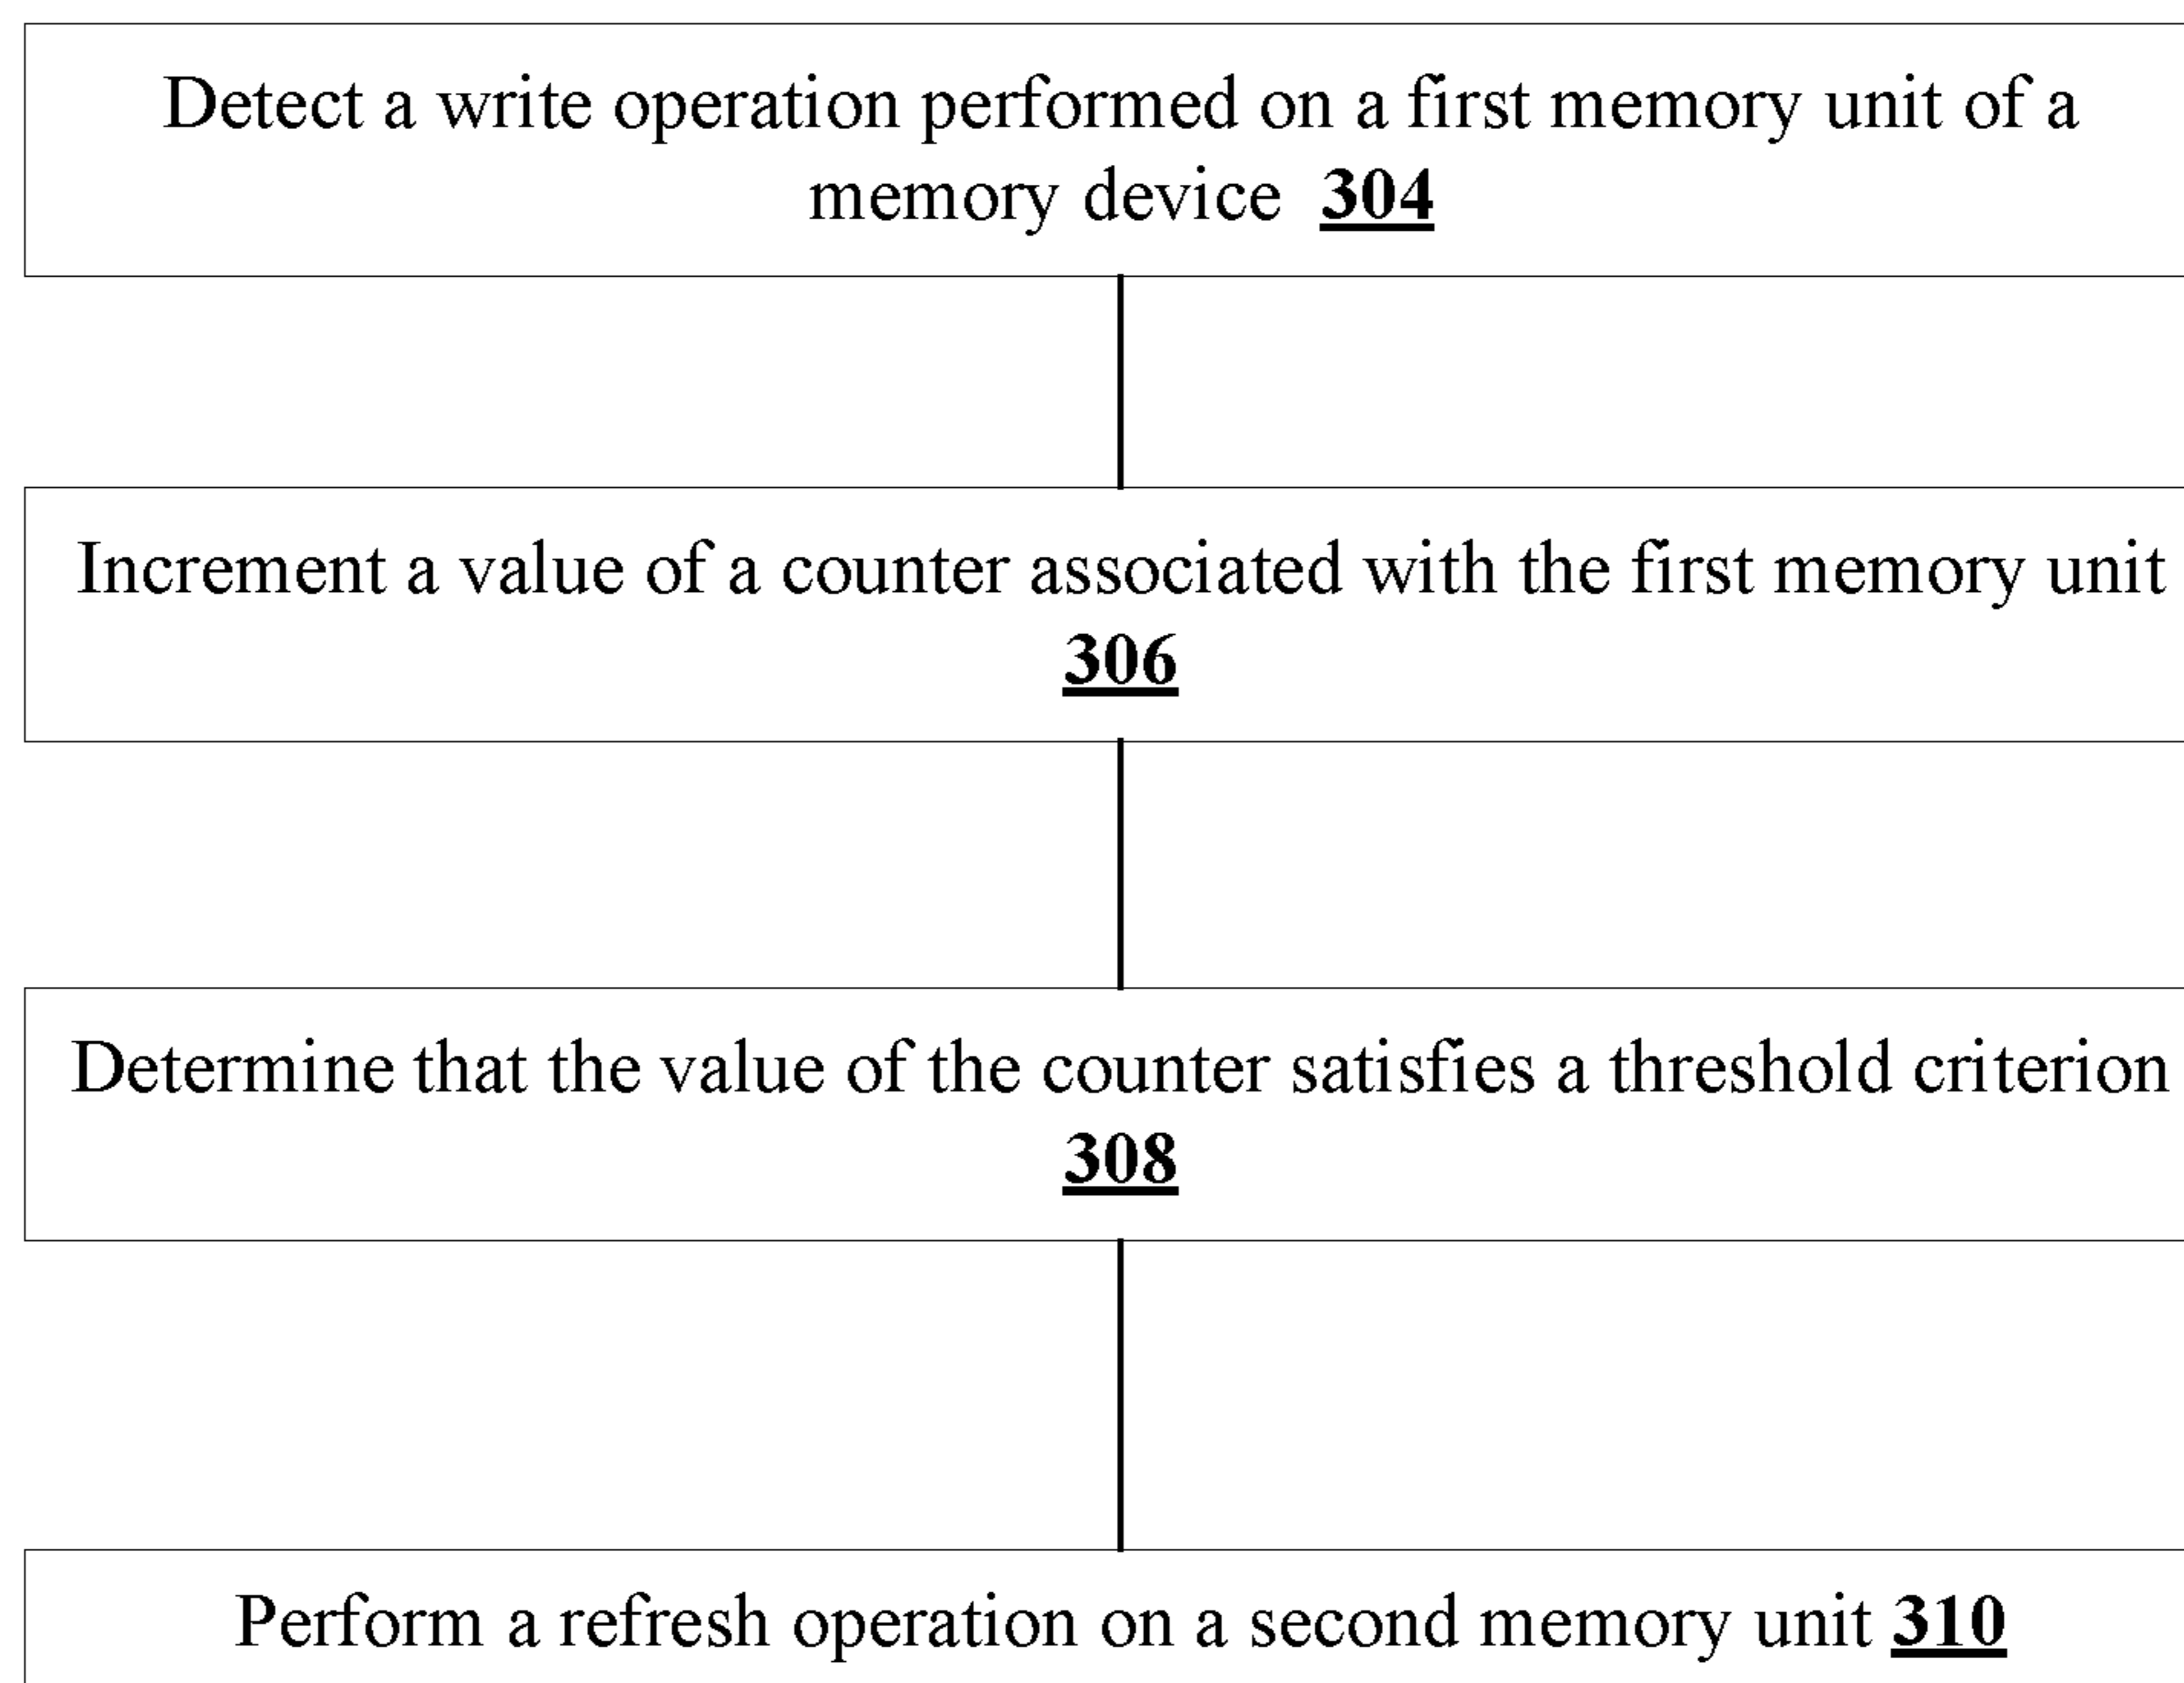 Detect a write operation performed on a first memory unit of a
memory device 304
Increment a value of a counter associated with the first memory unit
306
Determine that the value of the counter satisfies a threshold criterion
308
Perform a refresh operation on a second memory unit 310